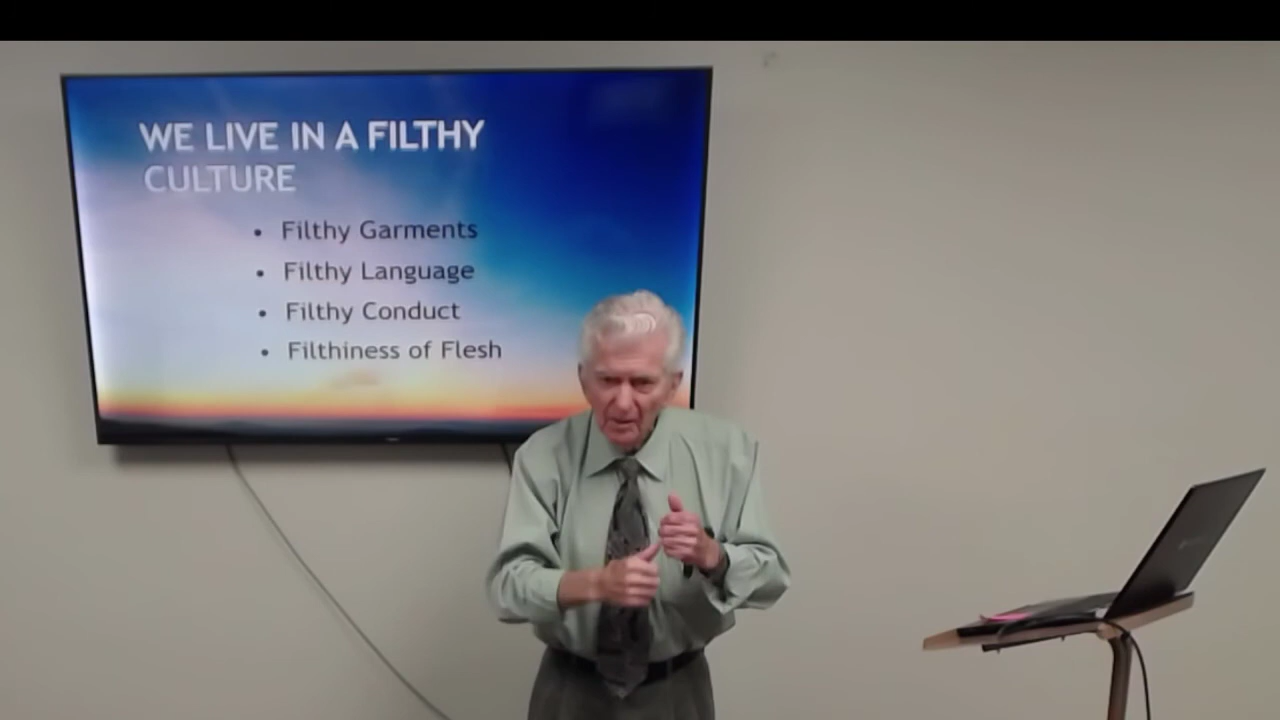 WE LIVE IN A FILTHY
CULTURE
• Filthy Garments
• Filthy Language
• Filthy Conduct
• Filthiness of Flesh